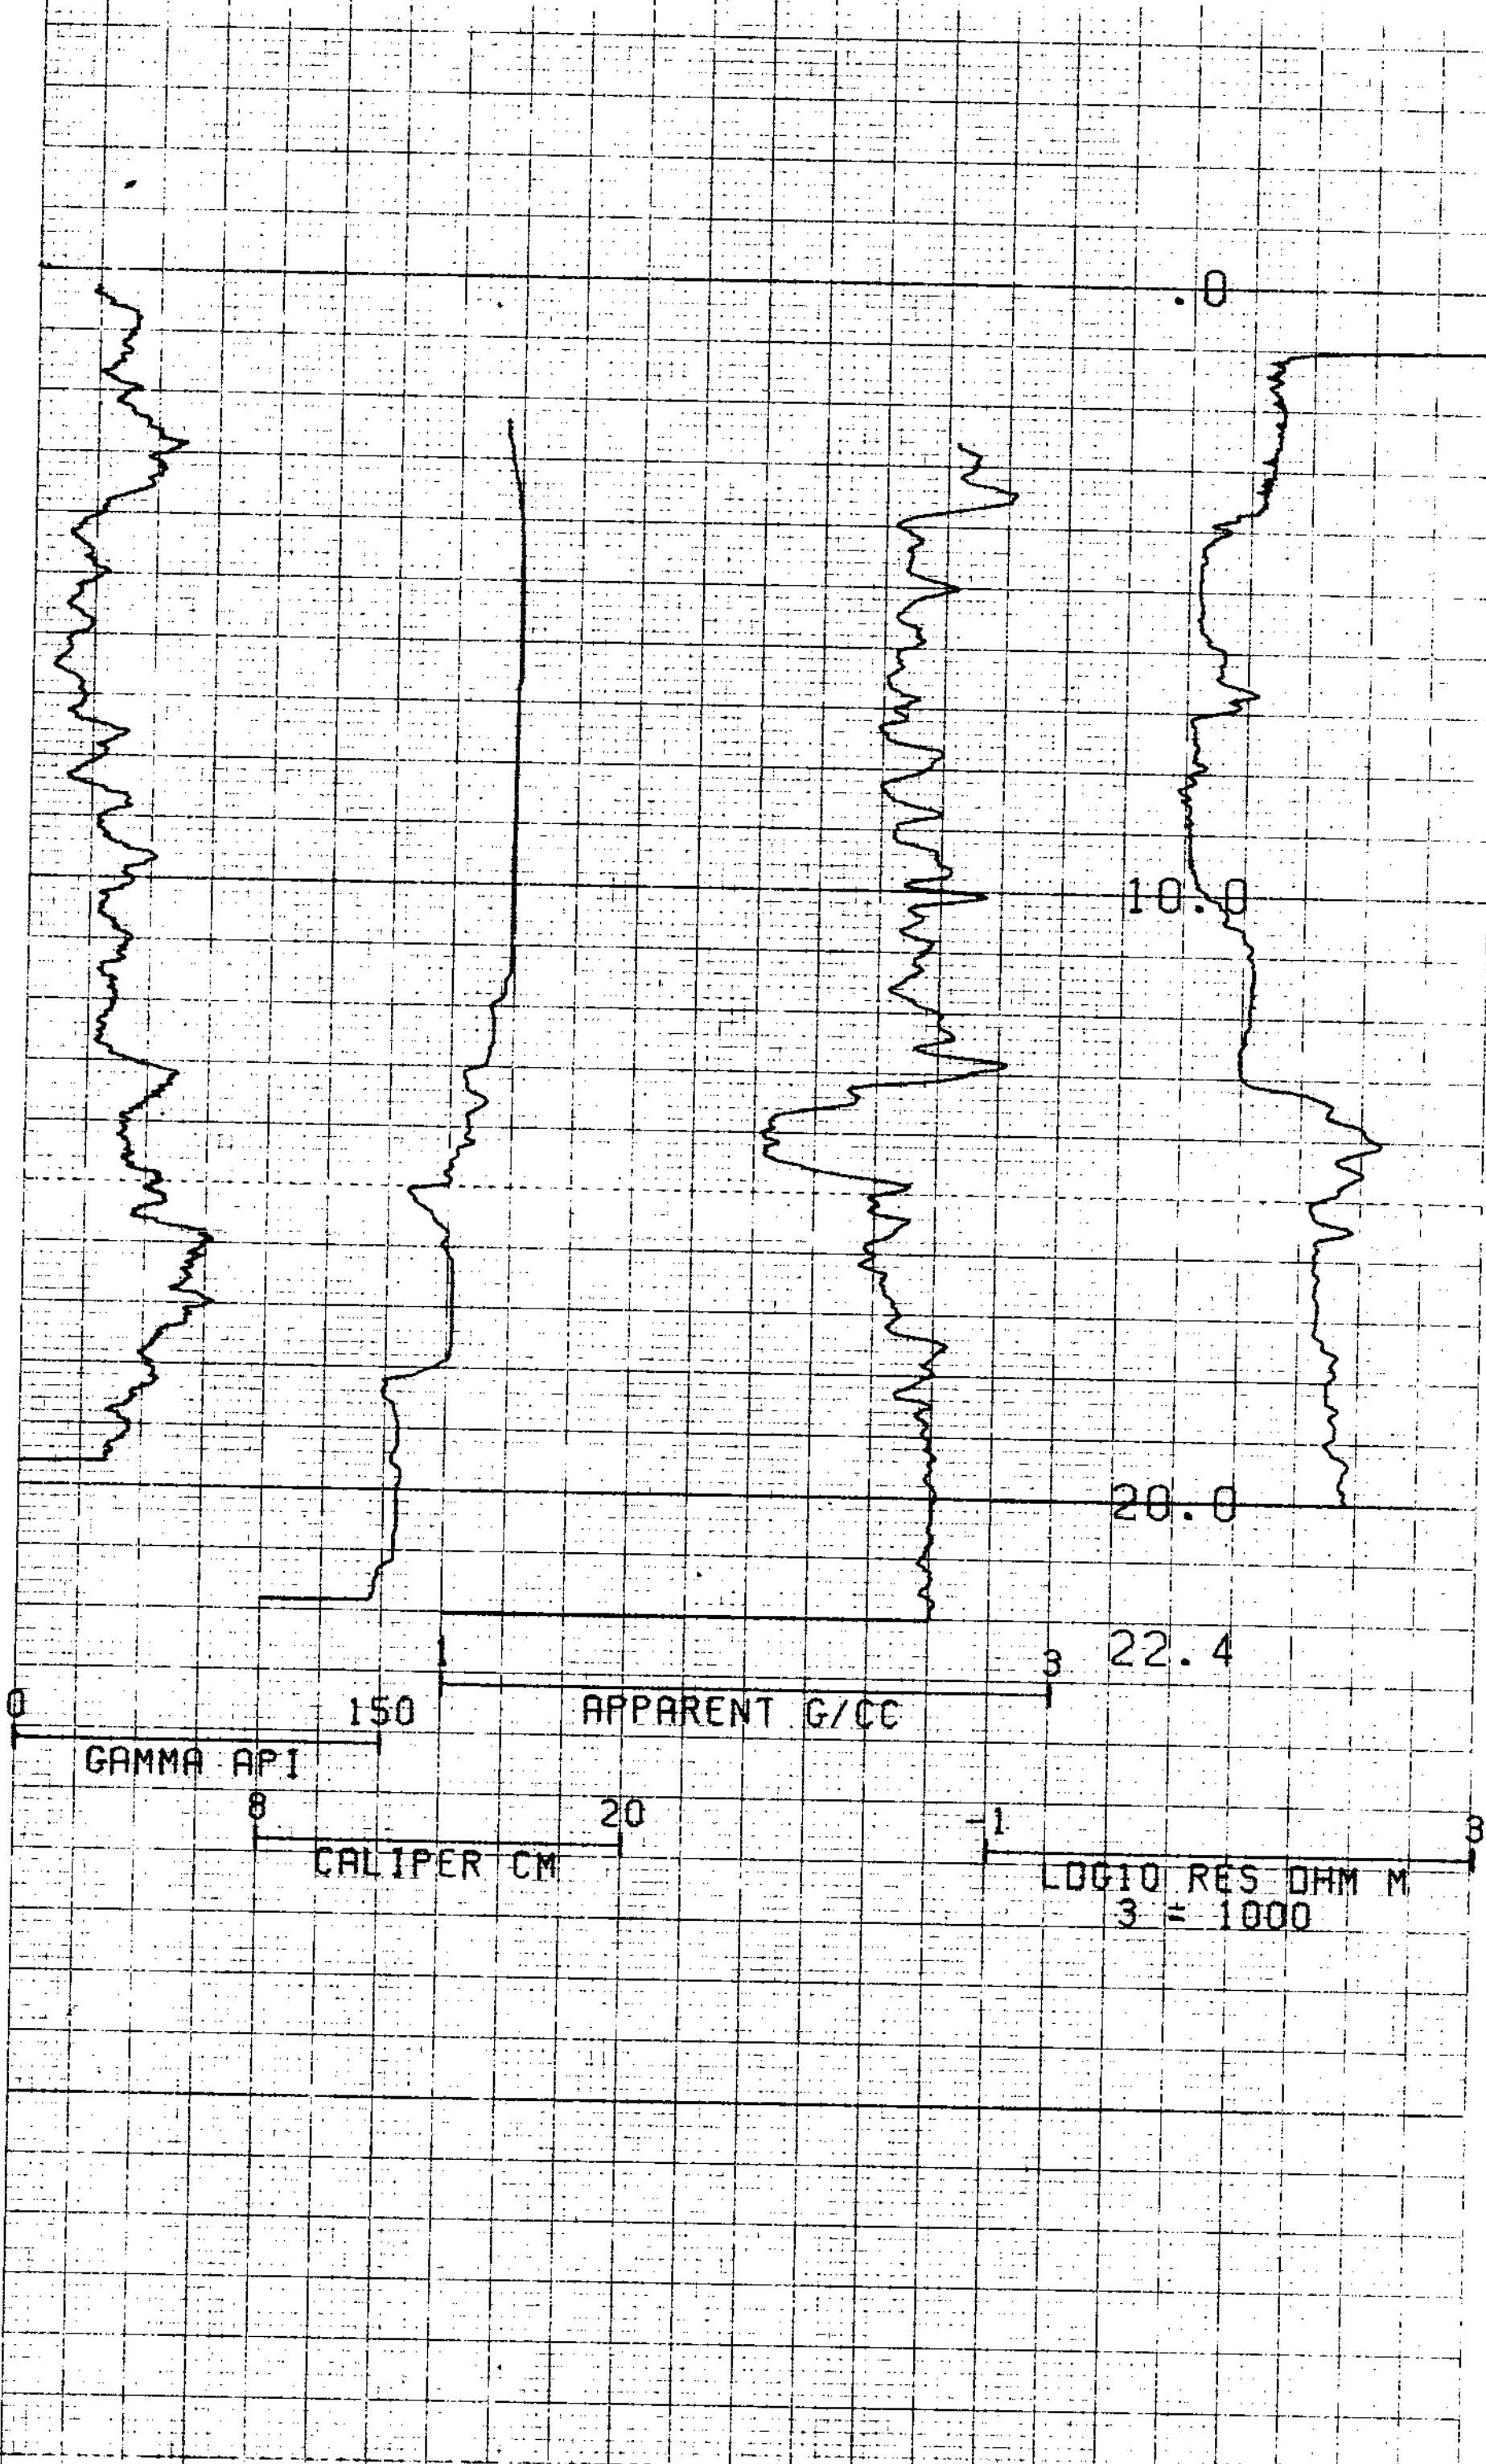 .0
10.0
20.0
22.4
1 3
APPARENT G/CC
0 150
GAMMA API
8 20
CALIPER CM
-1 3
LOG10 RES OHM M
3 = 1000